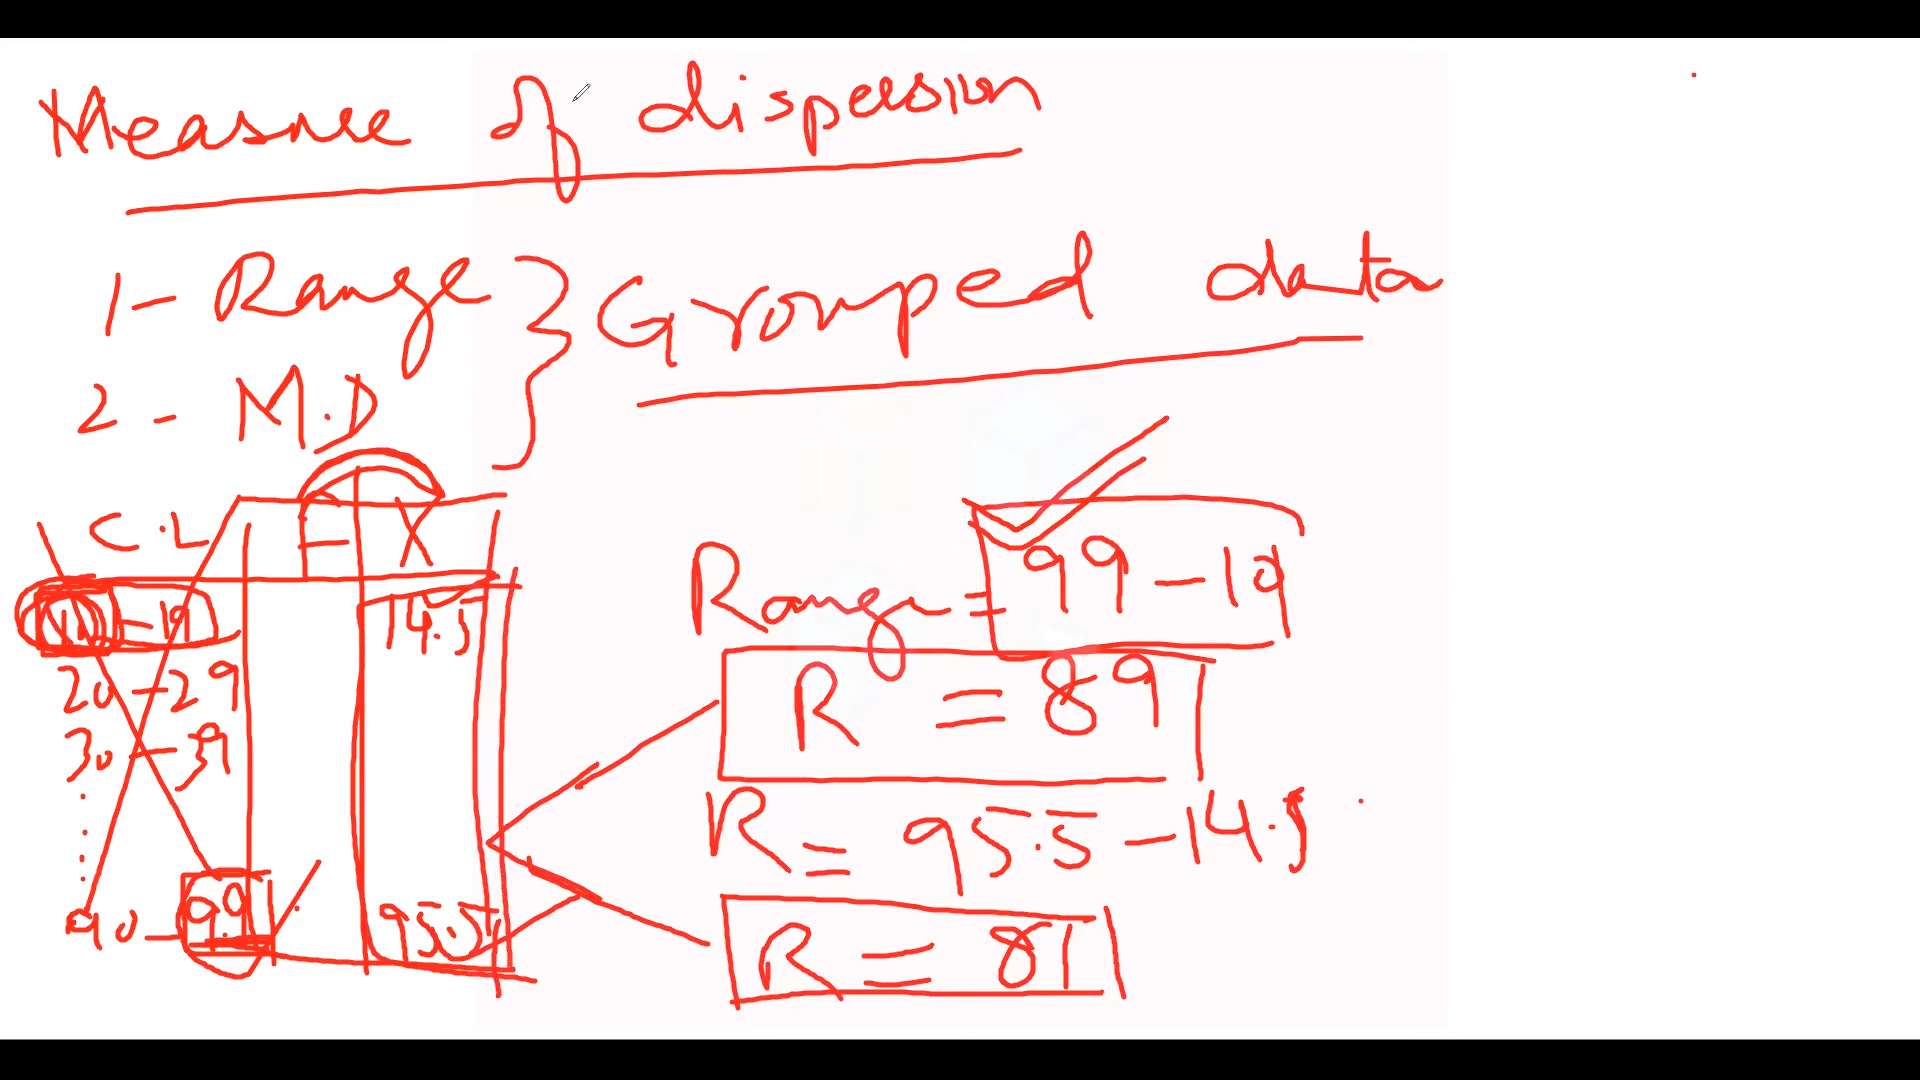 Measure of dispersion
1- Range } Grouped data
2 - M.D
C.L F X
10 - 19 14.5
20 - 29
30 - 39
90 - 99 95.5
Range = 99 - 10
R = 89
R = 95.5 - 14.5
R = 81